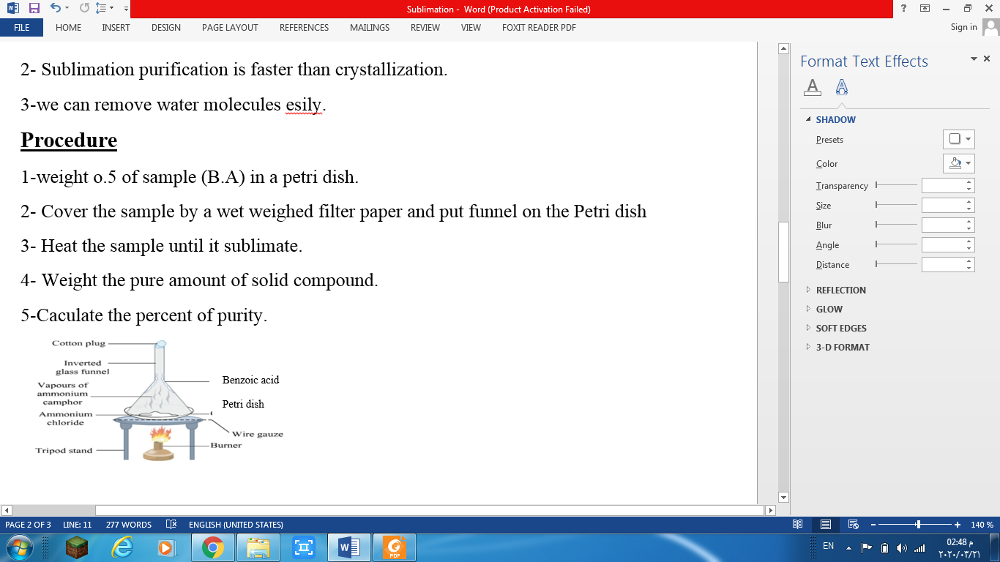 Sublimation - Word (Product Activation Failed)
FILE HOME INSERT DESIGN PAGE LAYOUT REFERENCES MAILINGS REVIEW VIEW FOXIT READER PDF Sign in
2- Sublimation purification is faster than crystallization.
3-we can remove water molecules esily.
Procedure
1-weight o.5 of sample (B.A) in a petri dish.
2- Cover the sample by a wet weighed filter paper and put funnel on the Petri dish
3- Heat the sample until it sublimate.
4- Weight the pure amount of solid compound.
5-Caculate the percent of purity.
Cotton plug
Inverted
glass funnel
Benzoic acid
Vapours of
ammonium
camphor
Petri dish
Ammonium
chloride
Wire gauze
Burner
Tripod stand
Format Text Effects
SHADOW
Presets
Color
Transparency
Size
Blur
Angle
Distance
REFLECTION
GLOW
SOFT EDGES
3-D FORMAT
PAGE 2 OF 3 LINE: 11 277 WORDS ENGLISH (UNITED STATES) 140 %
PDF
EN
02:48 م
٢٠٢٠/٠٣/٢١